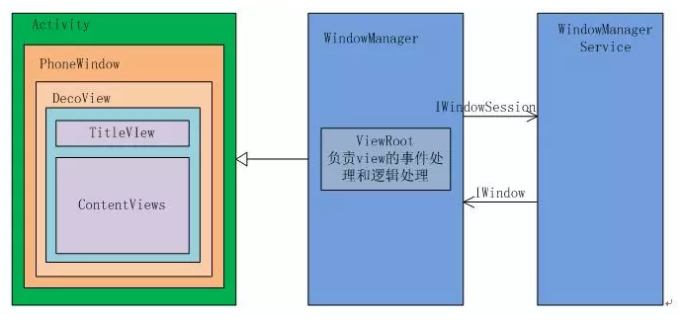 Activity
PhoneWindow
DecoView
TitleVIew
ContentViews
WindowManager
ViewRoot
负责view的事件处
理和逻辑处理
IWindowSession
IWindow
WindowManager
Service